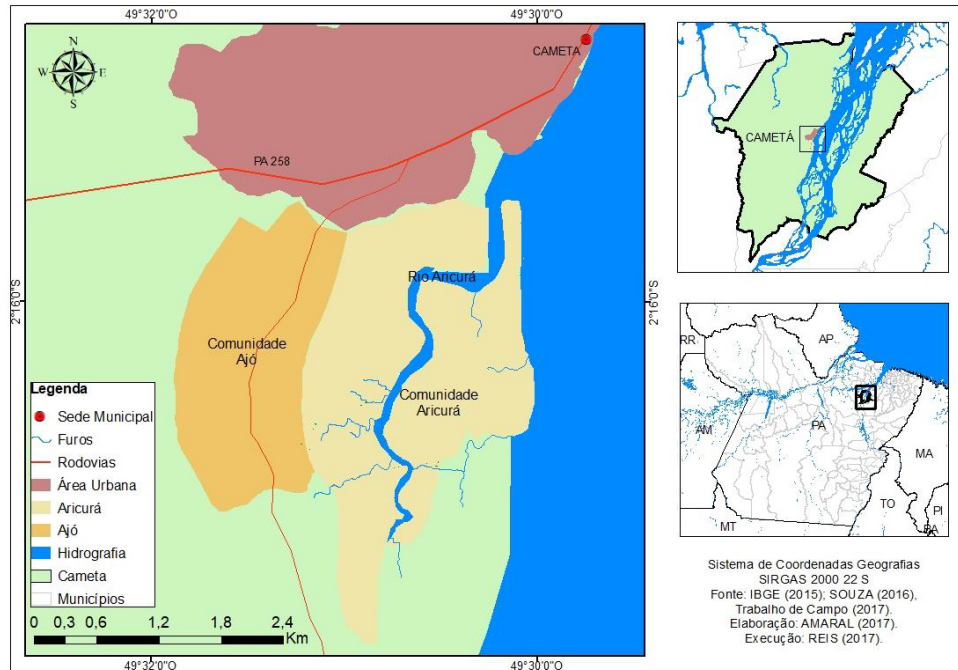 49°32'0"O
49°30'0"O
N
W
E
S
CAMETA
PA 258
Rio Aricurá
2°16'0"S
2°16'0"S
Comunidade
Ajó
Comunidade
Aricurá
Legenda
Sede Municipal
Furos
Rodovias
Área Urbana
Aricurá
Ajó
Hidrografia
Cameta
Municípios
0 0,3 0,6 1,2 1,8 2,4
Km
49°32'0"O
49°30'0"O
CAMETÁ
RR
AP
AM
PA
MA
TO
PI
MT
BA
Sistema de Coordenadas Geografias
SIRGAS 2000 22 S
Fonte: IBGE (2015); SOUZA (2016),
Trabalho de Campo (2017).
Elaboração: AMARAL (2017).
Execução: REIS (2017).